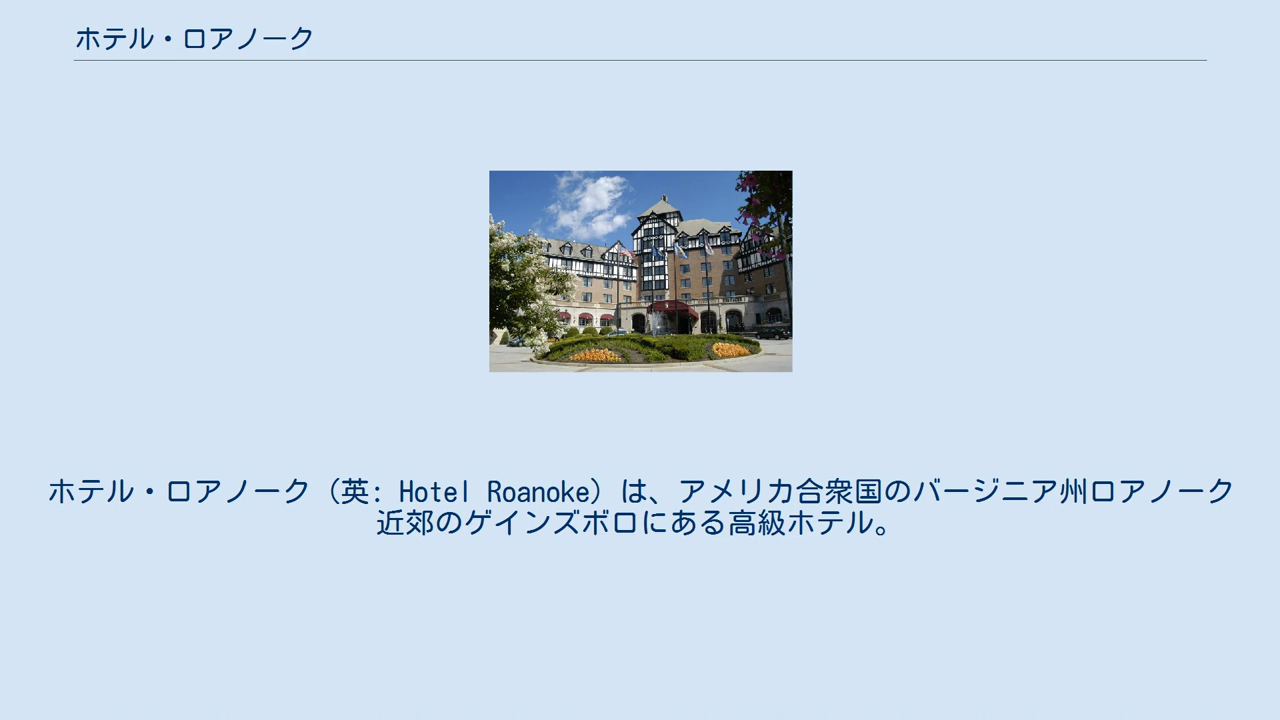 ホテル・ロアノーク
ホテル・ロアノーク（英: Hotel Roanoke）は、アメリカ合衆国のバージニア州ロアノーク
近郊のゲインズボロにある高級ホテル。